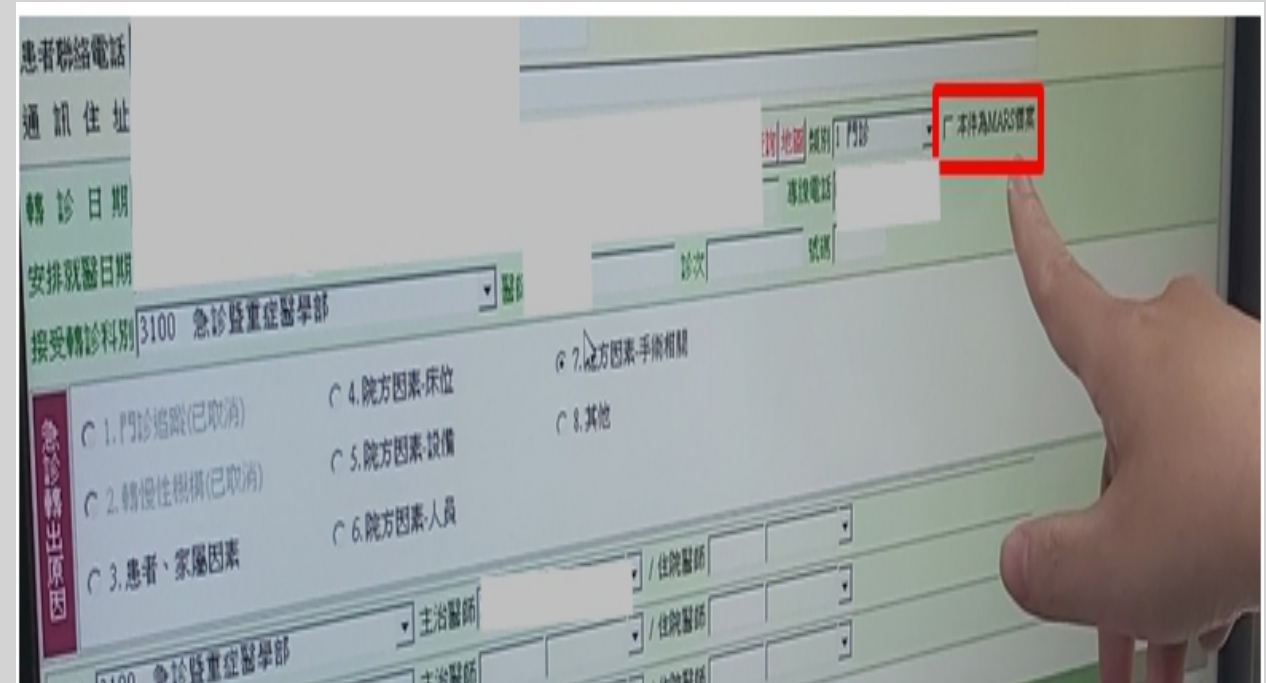 患者聯絡電話
通訊住址
地圖 類別 1 門診 本件為MARS個案
轉診日期 專線電話
安排就醫日期 診次 號碼
接受轉診科別 3100 急診暨重症醫學部 醫師
急診轉出原因
1.門診追蹤(已取消) 4.院方因素-床位 7.院方因素-手術相關
2.轉慢性機構(已取消) 5.院方因素-設備 8.其他
3.患者、家屬因素 6.院方因素-人員
3100 急診暨重症醫學部 主治醫師 / 住院醫師
主治醫師 / 住院醫師
住院醫師